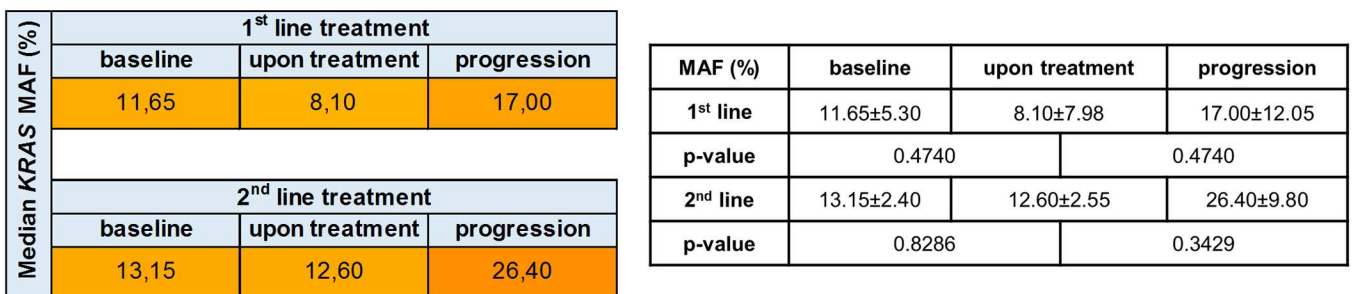 Median KRAS MAF (%)
1st line treatment
baseline upon treatment progression
11,65 8,10 17,00
2nd line treatment
baseline upon treatment progression
13,15 12,60 26,40
MAF (%) baseline upon treatment progression
1st line 11.65±5.30 8.10±7.98 17.00±12.05
p-value 0.4740 0.4740
2nd line 13.15±2.40 12.60±2.55 26.40±9.80
p-value 0.8286 0.3429